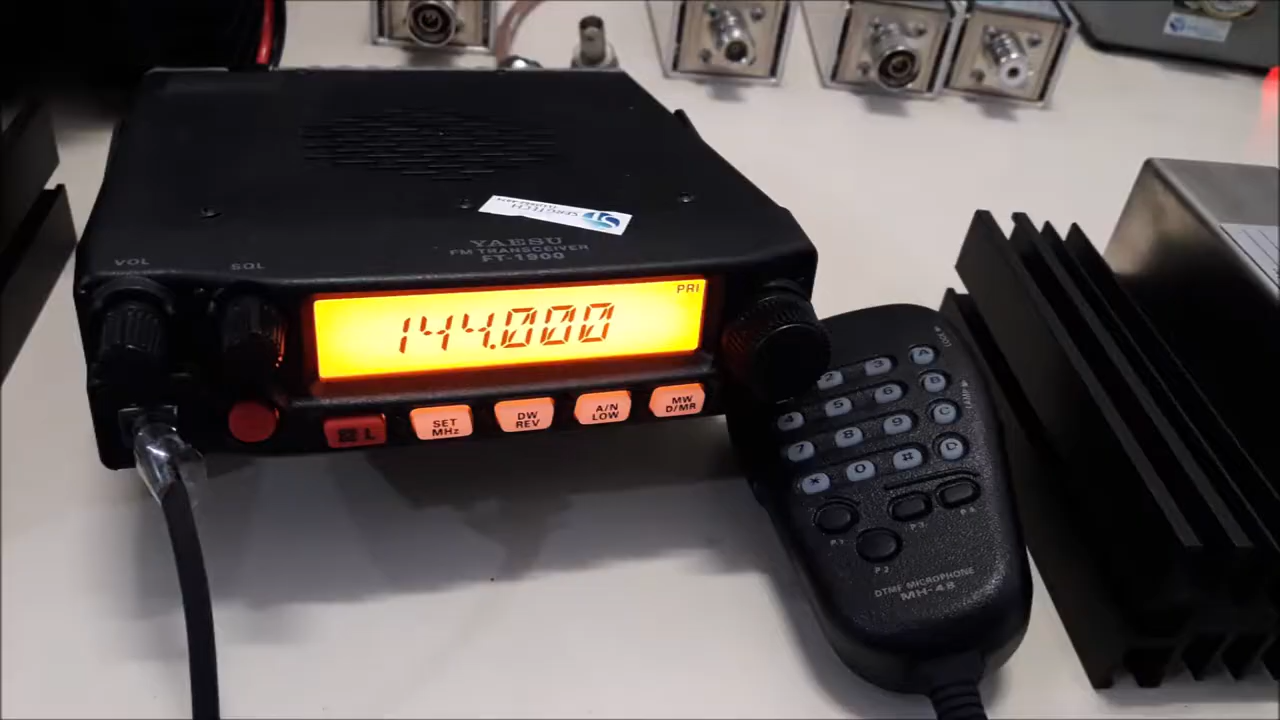 SERGTECH
YAESU
FM TRANSCEIVER
FT-1900
VOL
SQL
PRI
144.000
SET
MHz
DW
REV
A/N
LOW
MW
D/MR
2
3
A
4
5
6
B
7
8
9
C
*
0
#
D
P1
P3
P4
P2
DTMF MICROPHONE
MH-48